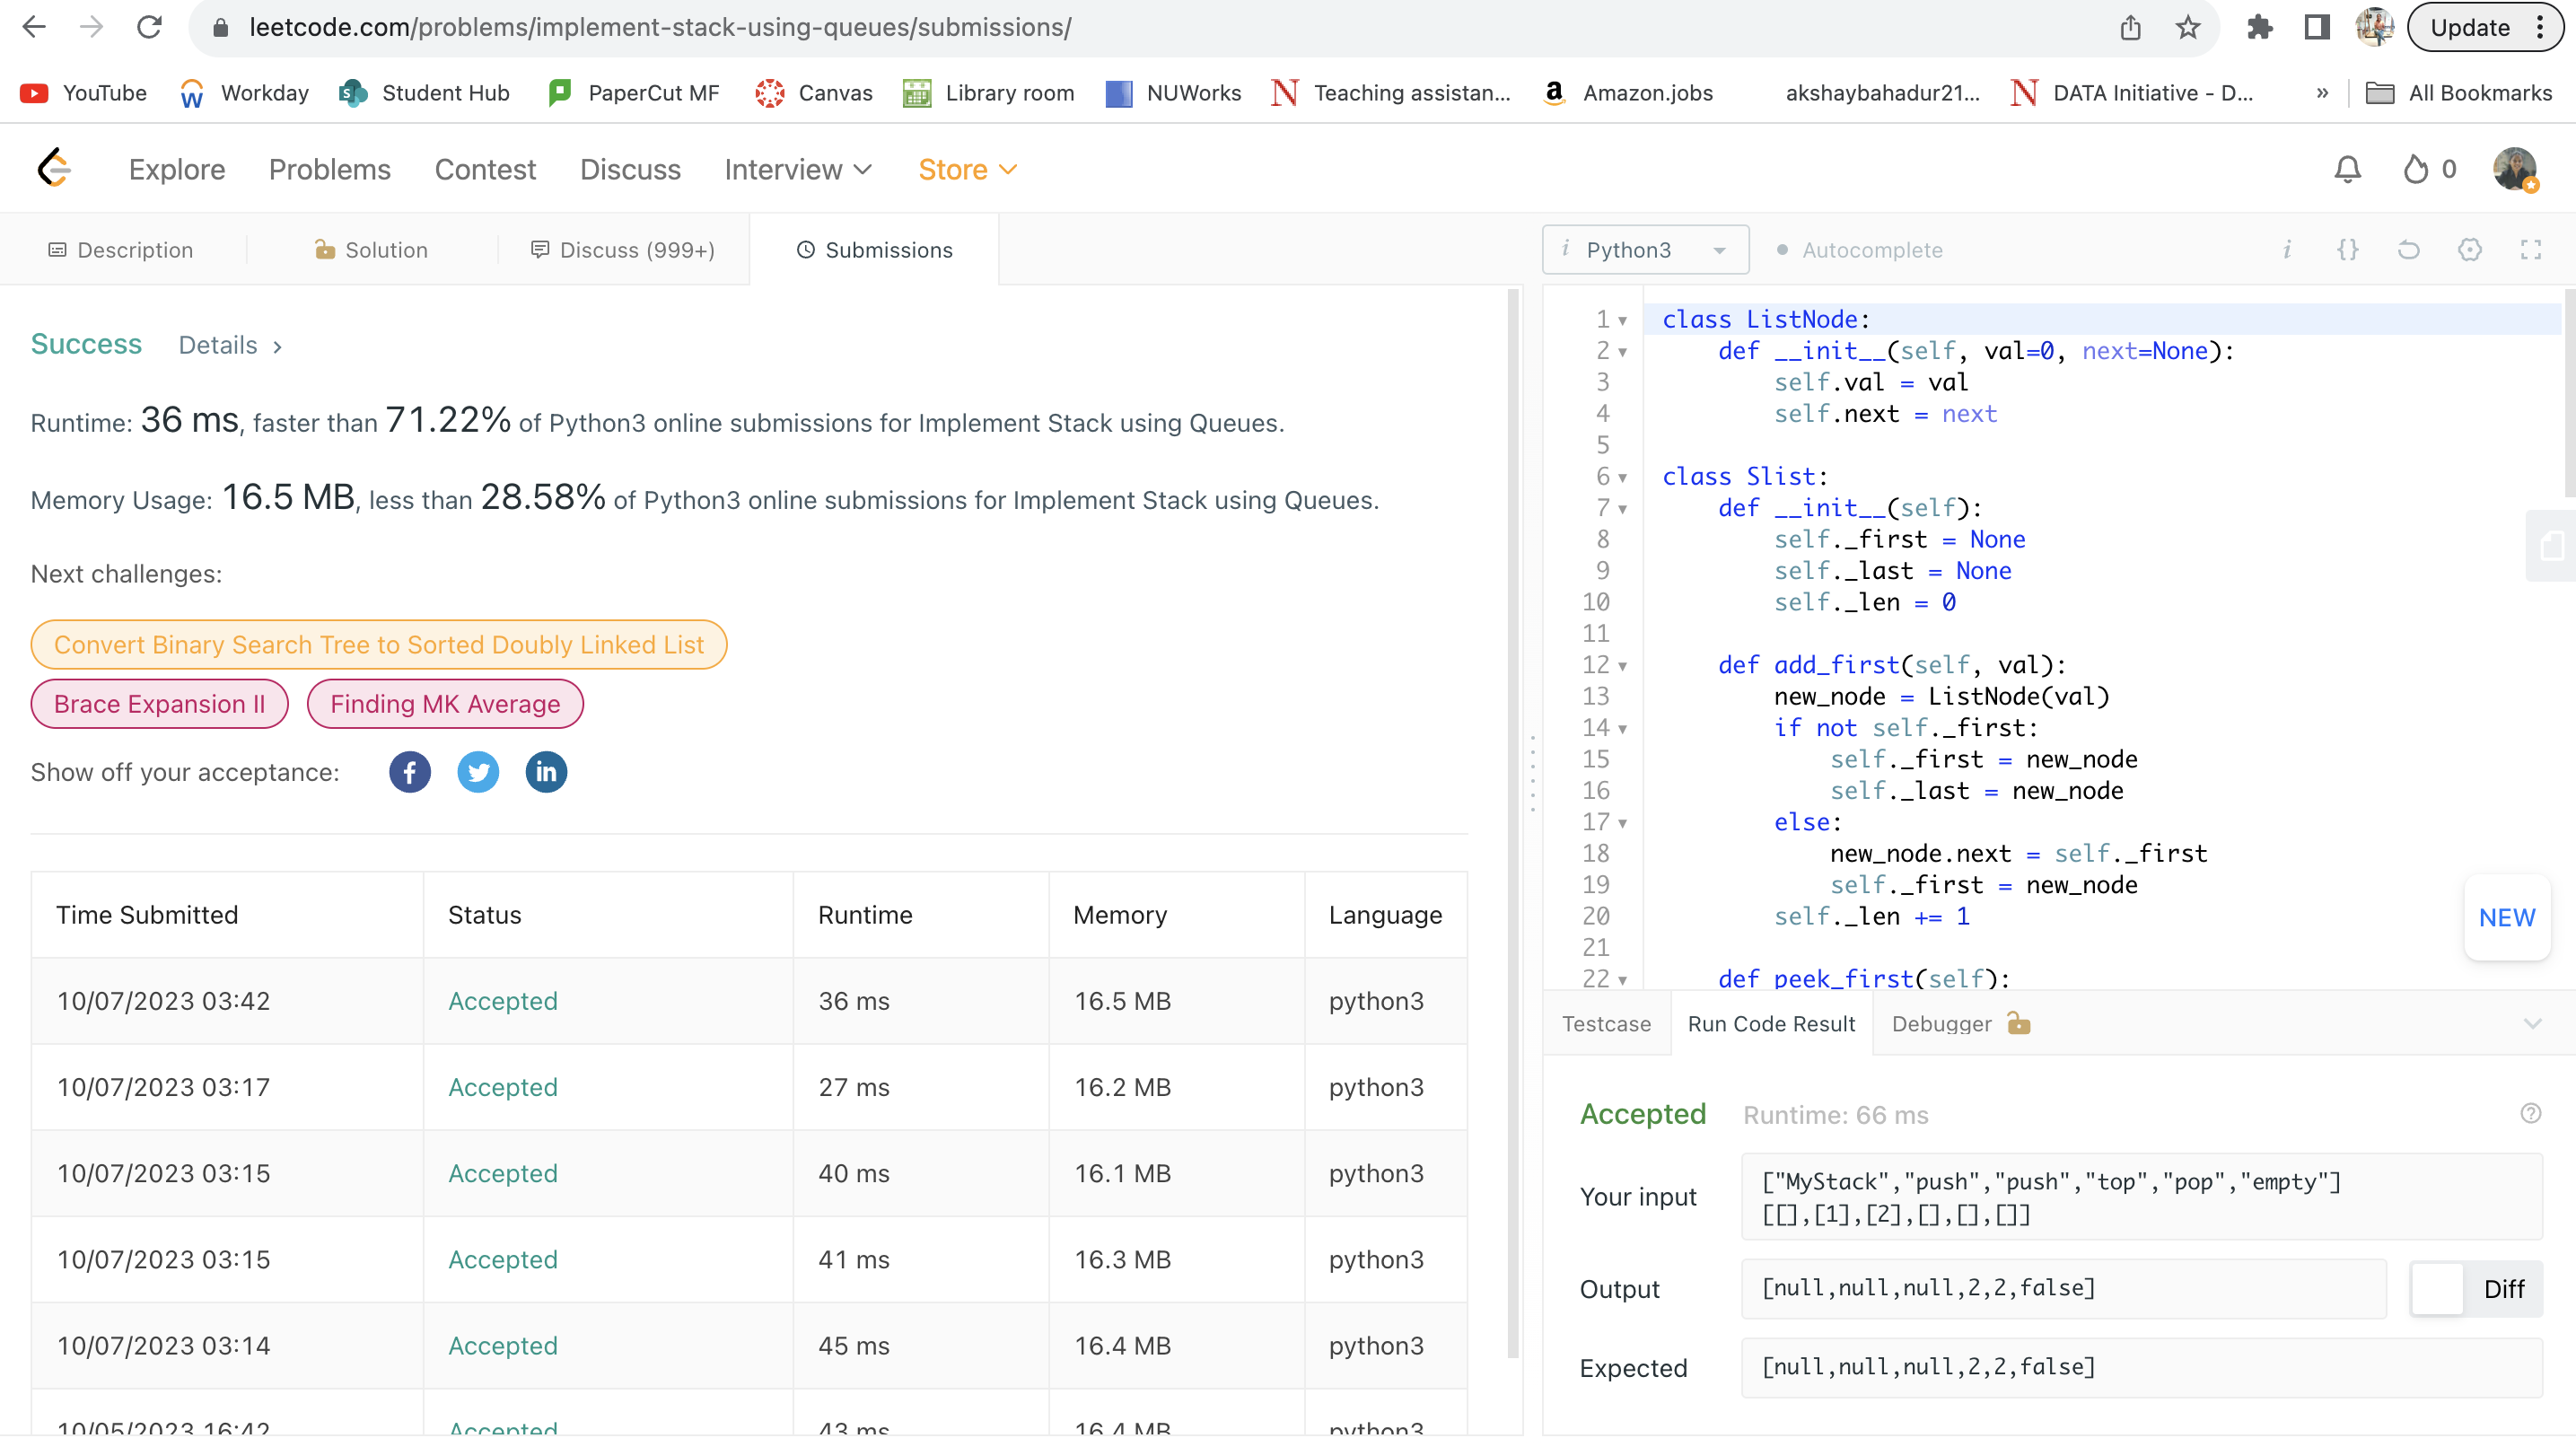 leetcode.com/problems/implement-stack-using-queues/submissions/
Update
YouTube Workday Student Hub PaperCut MF Canvas Library room NUWorks Teaching assistan... Amazon.jobs akshaybahadur21... DATA Initiative - D... » All Bookmarks
Explore Problems Contest Discuss Interview Store 0
Description Solution Discuss (999+) Submissions
Success Details >
Runtime: 36 ms, faster than 71.22% of Python3 online submissions for Implement Stack using Queues.
Memory Usage: 16.5 MB, less than 28.58% of Python3 online submissions for Implement Stack using Queues.
Next challenges:
Convert Binary Search Tree to Sorted Doubly Linked List
Brace Expansion II Finding MK Average
Show off your acceptance:
Time Submitted Status Runtime Memory Language
10/07/2023 03:42 Accepted 36 ms 16.5 MB python3
10/07/2023 03:17 Accepted 27 ms 16.2 MB python3
10/07/2023 03:15 Accepted 40 ms 16.1 MB python3
10/07/2023 03:15 Accepted 41 ms 16.3 MB python3
10/07/2023 03:14 Accepted 45 ms 16.4 MB python3
10/05/2023 16:42 Accepted 43 ms 16.4 MB python3
i Python3 Autocomplete i {}
1 class ListNode:
2     def __init__(self, val=0, next=None):
3         self.val = val
4         self.next = next
5
6 class Slist:
7     def __init__(self):
8         self._first = None
9         self._last = None
10         self._len = 0
11
12     def add_first(self, val):
13         new_node = ListNode(val)
14         if not self._first:
15             self._first = new_node
16             self._last = new_node
17         else:
18             new_node.next = self._first
19             self._first = new_node
20         self._len += 1
21
22     def peek_first(self):
NEW
Testcase Run Code Result Debugger
Accepted Runtime: 66 ms
Your input
["MyStack","push","push","top","pop","empty"]
[[],[1],[2],[],[],[]]
Output [null,null,null,2,2,false] Diff
Expected [null,null,null,2,2,false]